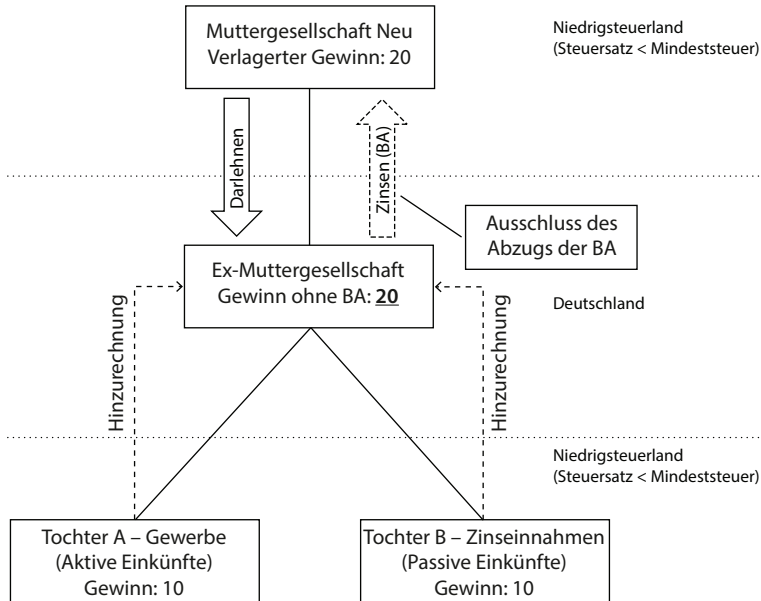 Muttergesellschaft Neu
Verlagerter Gewinn: 20
Niedrigsteuerland
(Steuersatz < Mindeststeuer)
Darlehnen
Zinsen (BA)
Ausschluss des
Abzugs der BA
Ex-Muttergesellschaft
Gewinn ohne BA: 20
Deutschland
Hinzurechnung
Hinzurechnung
Niedrigsteuerland
(Steuersatz < Mindeststeuer)
Tochter A – Gewerbe
(Aktive Einkünfte)
Gewinn: 10
Tochter B – Zinseinnahmen
(Passive Einkünfte)
Gewinn: 10